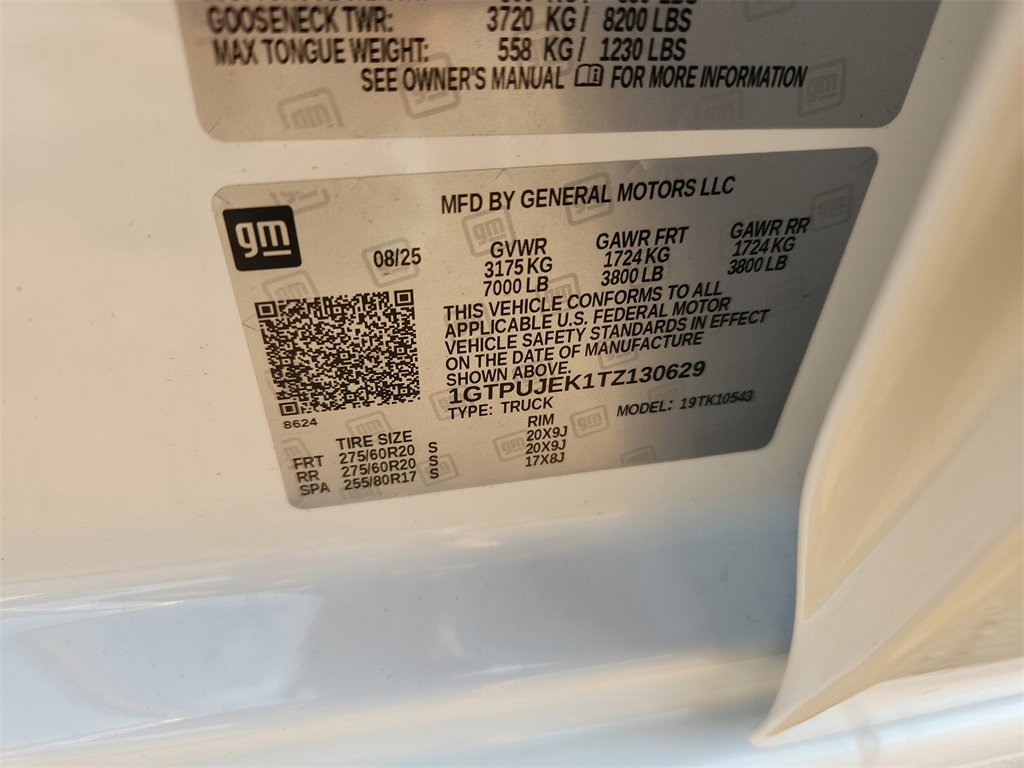 GOOSENECK TWR: 3720 KG / 8200 LBS
MAX TONGUE WEIGHT: 558 KG / 1230 LBS
SEE OWNER'S MANUAL FOR MORE INFORMATION
gm
MFD BY GENERAL MOTORS LLC
08/25 GVWR GAWR FRT GAWR RR
3175 KG 1724 KG 1724 KG
7000 LB 3800 LB 3800 LB
THIS VEHICLE CONFORMS TO ALL
APPLICABLE U.S. FEDERAL MOTOR
VEHICLE SAFETY STANDARDS IN EFFECT
ON THE DATE OF MANUFACTURE
SHOWN ABOVE.
1GTPUJEK1TZ130629
TYPE: TRUCK MODEL: 19TK10543
8624
TIRE SIZE RIM
FRT 275/60R20 S 20X9J
RR 275/60R20 S 20X9J
SPA 255/80R17 S 17X8J